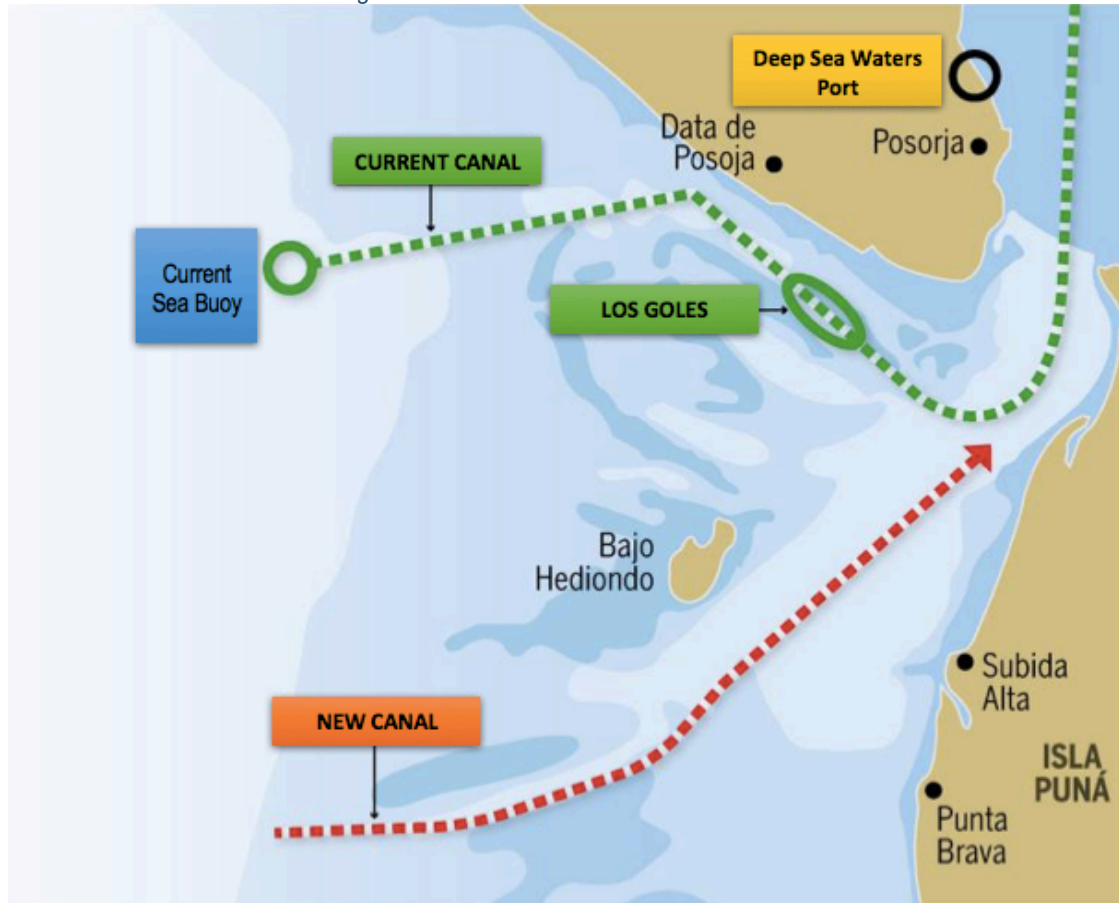 Deep Sea Waters
Port
Data de
Posoja
Posorja
CURRENT CANAL
Current
Sea Buoy
LOS GOLES
Bajo
Hediondo
Subida
Alta
NEW CANAL
ISLA
PUNÁ
Punta
Brava